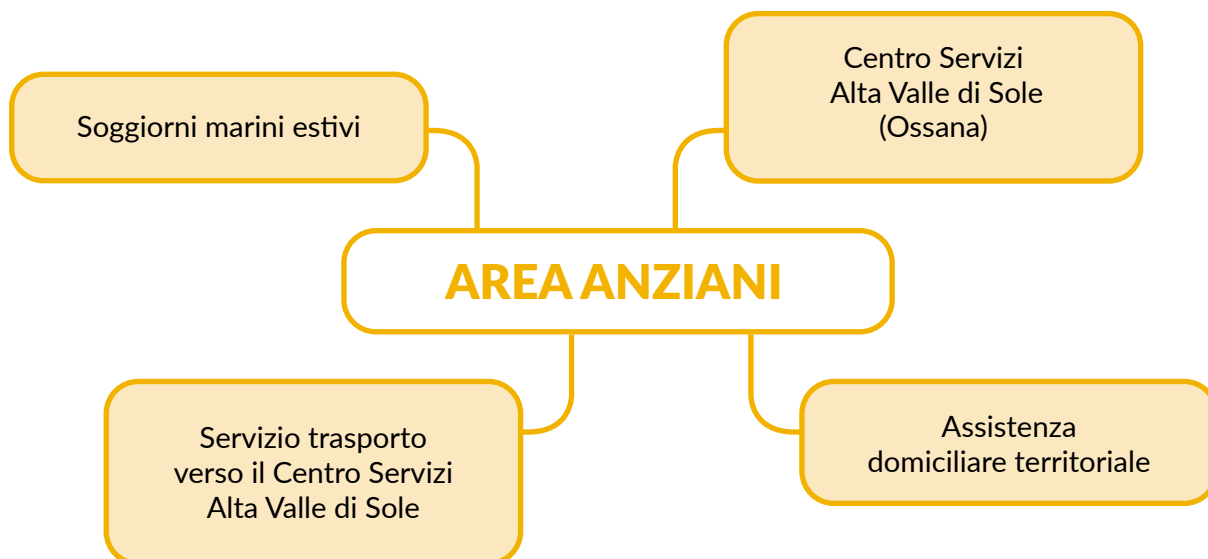 Soggiorni marini estivi
Centro Servizi
Alta Valle di Sole
(Ossana)
AREA ANZIANI
Servizio trasporto
verso il Centro Servizi
Alta Valle di Sole
Assistenza
domiciliare territoriale